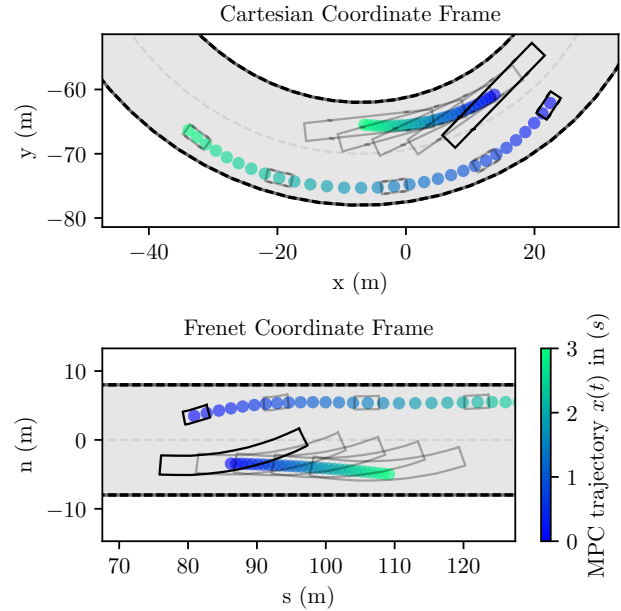 Cartesian Coordinate Frame
−60
−70
−80
y (m)
−40
−20
0
20
x (m)
Frenet Coordinate Frame
10
0
−10
n (m)
70
80
90
100
110
120
s (m)
3
2
1
0
MPC trajectory x(t) in (s)